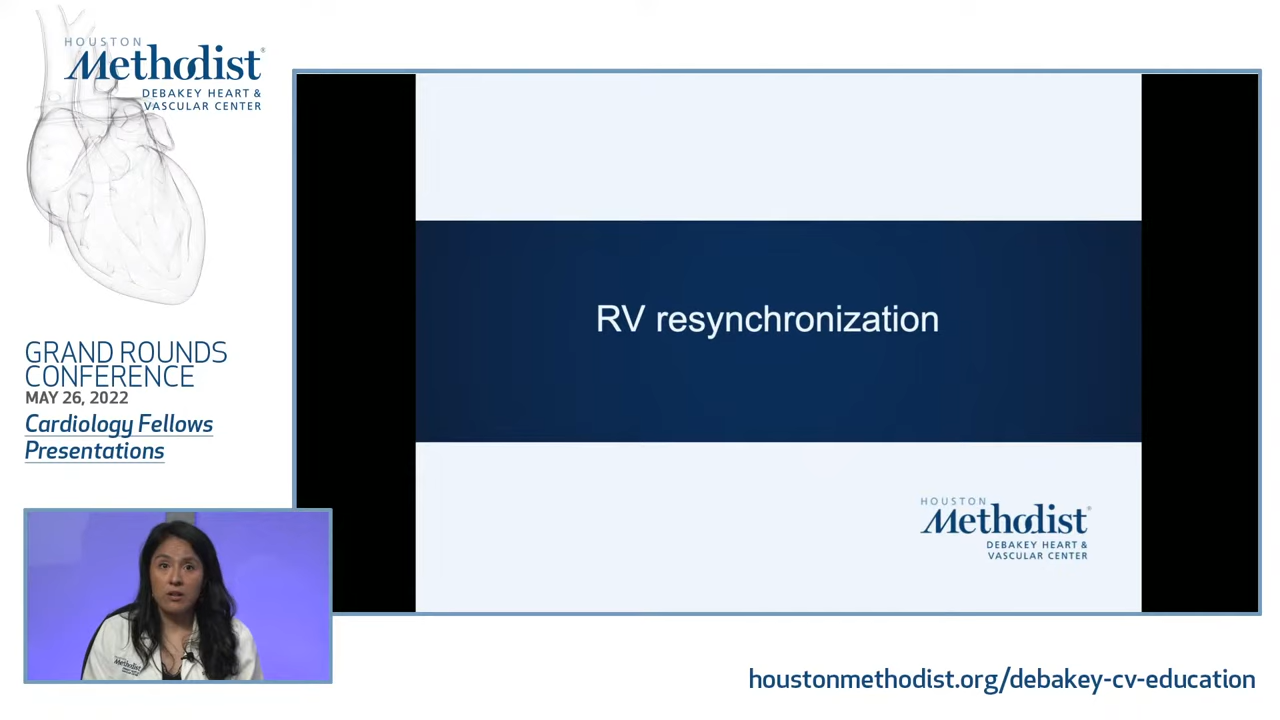 HOUSTON
Methodist®
DEBAKEY HEART &
VASCULAR CENTER
GRAND ROUNDS
CONFERENCE
MAY 26, 2022
Cardiology Fellows
Presentations
RV resynchronization
HOUSTON
Methodist®
DEBAKEY HEART &
VASCULAR CENTER
Methodist
houstonmethodist.org/debakey-cv-education